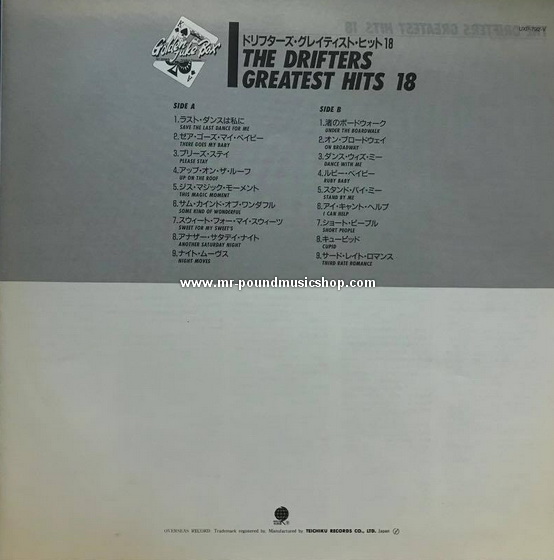 Golden
Juke Box
ドリフターズ・グレイティスト・ヒット18
THE DRIFTERS
GREATEST HITS 18
SIDE A
1.ラスト・ダンスは私に
SAVE THE LAST DANCE FOR ME
2.ゼア・ゴーズ・マイ・ベイビー
THERE GOES MY BABY
3.プリーズ・ステイ
PLEASE STAY
4.アップ・オン・ザ・ルーフ
UP ON THE ROOF
5.ジス・マジック・モーメント
THIS MAGIC MOMENT
6.サム・カインド・オブ・ワンダフル
SOME KIND OF WONDERFUL
7.スウィート・フォー・マイ・スウィーツ
SWEET FOR MY SWEET'S
8.アナザー・サタデイ・ナイト
ANOTHER SATURDAY NIGHT
9.ナイト・ムーヴス
NIGHT MOVES
SIDE B
1.渚のボードウォーク
UNDER THE BOARDWALK
2.オン・ブロードウェイ
ON BROADWAY
3.ダンス・ウィズ・ミー
DANCE WITH ME
4.ルビー・ベイビー
RUBY BABY
5.スタンド・バイ・ミー
STAND BY ME
6.アイ・キャント・ヘルプ
I CAN HELP
7.ショート・ピープル
SHORT PEOPLE
8.キューピッド
CUPID
9.サード・レイト・ロマンス
THIRD RATE ROMANCE
www.mr-poundmusicshop.com
OVERSEAS RECORD Trademark registered by, Manufactured by TEICHIKU RECORDS CO., LTD. Japan